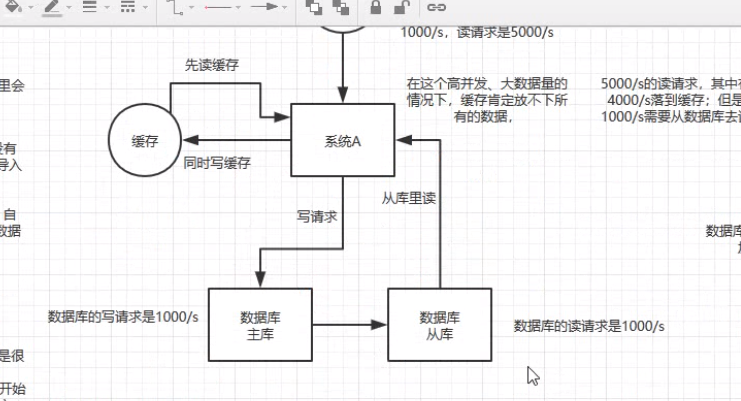 1000/s，读请求是5000/s
先读缓存
里会
在这个高并发、大数据量的
情况下，缓存肯定放不下所
有的数据，
5000/s的读请求，其中
4000/s落到缓存；但是
1000/s需要从数据库去
缓存
系统A
同时写缓存
没有
导入
从库里读
写请求
自
数据
数据库
数据库的写请求是1000/s
数据库
主库
数据库
从库
数据库的读请求是1000/s
是很
开始